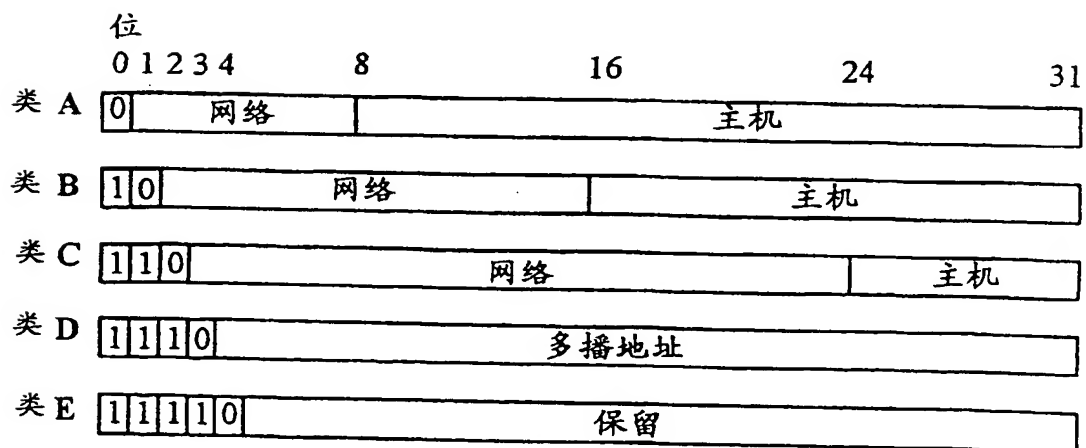 位
0 1 2 3 4 8 16 24 31
类 A 0 网络 主机
类 B 1 0 网络 主机
类 C 1 1 0 网络 主机
类 D 1 1 1 0 多播地址
类 E 1 1 1 1 0 保留